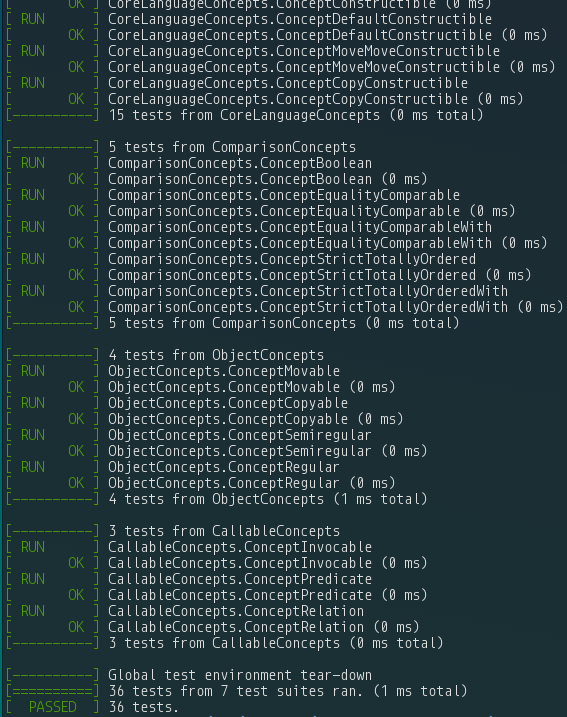 [       OK ] CoreLanguageConcepts.ConceptConstructible (0 ms)
[ RUN      ] CoreLanguageConcepts.ConceptDefaultConstructible
[       OK ] CoreLanguageConcepts.ConceptDefaultConstructible (0 ms)
[ RUN      ] CoreLanguageConcepts.ConceptMoveMoveConstructible
[       OK ] CoreLanguageConcepts.ConceptMoveMoveConstructible (0 ms)
[ RUN      ] CoreLanguageConcepts.ConceptCopyConstructible
[       OK ] CoreLanguageConcepts.ConceptCopyConstructible (0 ms)
[----------] 15 tests from CoreLanguageConcepts (0 ms total)
[----------] 5 tests from ComparisonConcepts
[ RUN      ] ComparisonConcepts.ConceptBoolean
[       OK ] ComparisonConcepts.ConceptBoolean (0 ms)
[ RUN      ] ComparisonConcepts.ConceptEqualityComparable
[       OK ] ComparisonConcepts.ConceptEqualityComparable (0 ms)
[ RUN      ] ComparisonConcepts.ConceptEqualityComparableWith
[       OK ] ComparisonConcepts.ConceptEqualityComparableWith (0 ms)
[ RUN      ] ComparisonConcepts.ConceptStrictTotallyOrdered
[       OK ] ComparisonConcepts.ConceptStrictTotallyOrdered (0 ms)
[ RUN      ] ComparisonConcepts.ConceptStrictTotallyOrderedWith
[       OK ] ComparisonConcepts.ConceptStrictTotallyOrderedWith (0 ms)
[----------] 5 tests from ComparisonConcepts (0 ms total)
[----------] 4 tests from ObjectConcepts
[ RUN      ] ObjectConcepts.ConceptMovable
[       OK ] ObjectConcepts.ConceptMovable (0 ms)
[ RUN      ] ObjectConcepts.ConceptCopyable
[       OK ] ObjectConcepts.ConceptCopyable (0 ms)
[ RUN      ] ObjectConcepts.ConceptSemiregular
[       OK ] ObjectConcepts.ConceptSemiregular (0 ms)
[ RUN      ] ObjectConcepts.ConceptRegular
[       OK ] ObjectConcepts.ConceptRegular (0 ms)
[----------] 4 tests from ObjectConcepts (1 ms total)
[----------] 3 tests from CallableConcepts
[ RUN      ] CallableConcepts.ConceptInvocable
[       OK ] CallableConcepts.ConceptInvocable (0 ms)
[ RUN      ] CallableConcepts.ConceptPredicate
[       OK ] CallableConcepts.ConceptPredicate (0 ms)
[ RUN      ] CallableConcepts.ConceptRelation
[       OK ] CallableConcepts.ConceptRelation (0 ms)
[----------] 3 tests from CallableConcepts (0 ms total)
[----------] Global test environment tear-down
[==========] 36 tests from 7 test suites ran. (1 ms total)
[  PASSED  ] 36 tests.